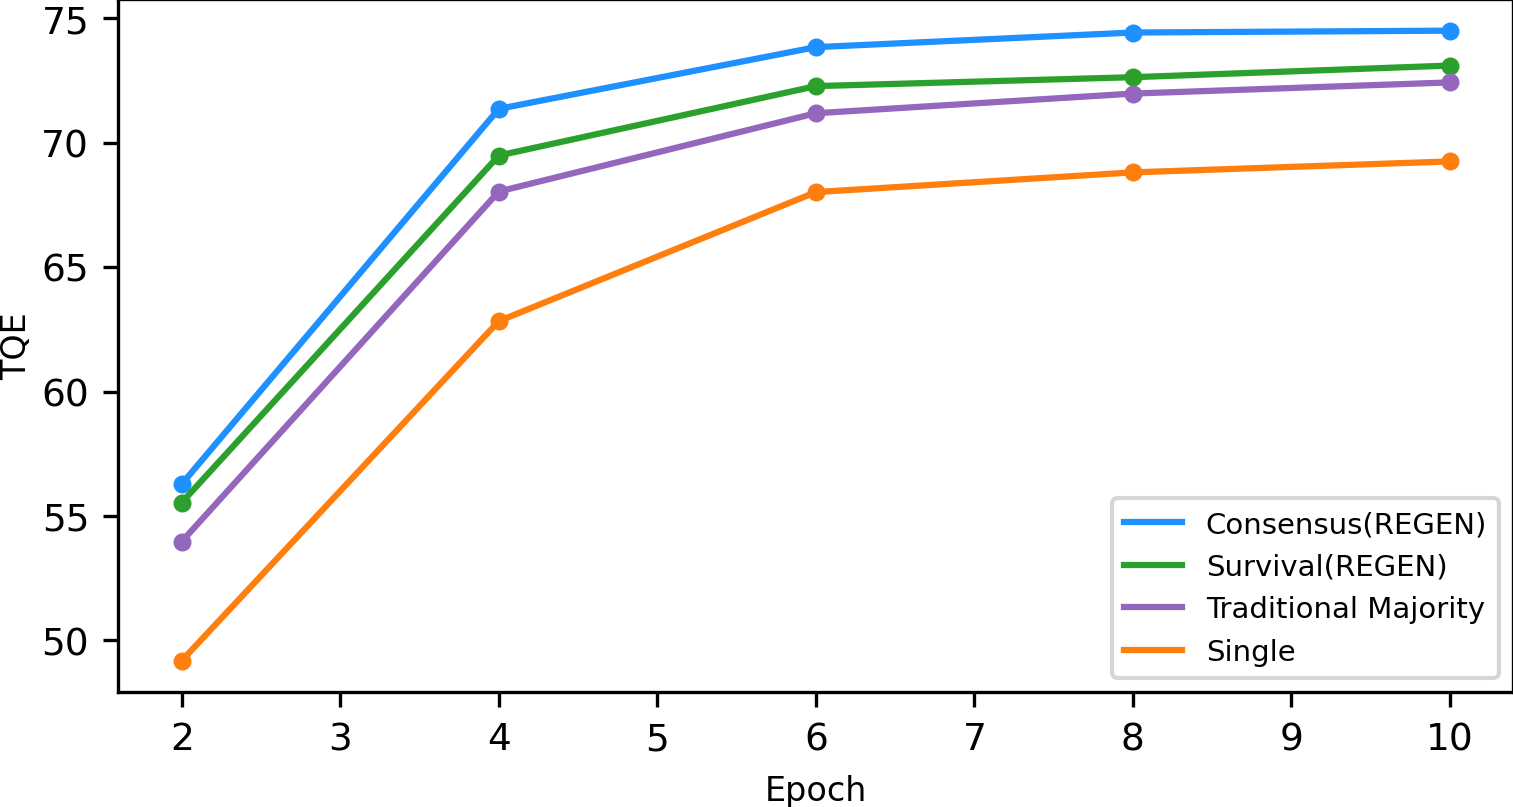 75
70
65
60
55
50
TQE
2 3 4 5 6 7 8 9 10
Epoch
Consensus(REGEN)
Survival(REGEN)
Traditional Majority
Single